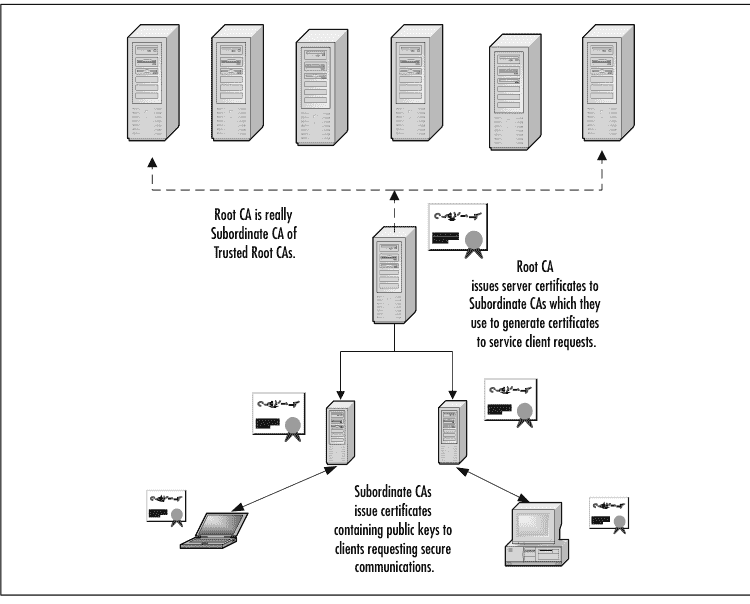 Root CA is really
Subordinate CA of
Trusted Root CAs.
Root CA
issues server certificates to
Subordinate CAs which they
use to generate certificates
to service client requests.
Subordinate CAs
issue certificates
containing public keys to
clients requesting secure
communications.